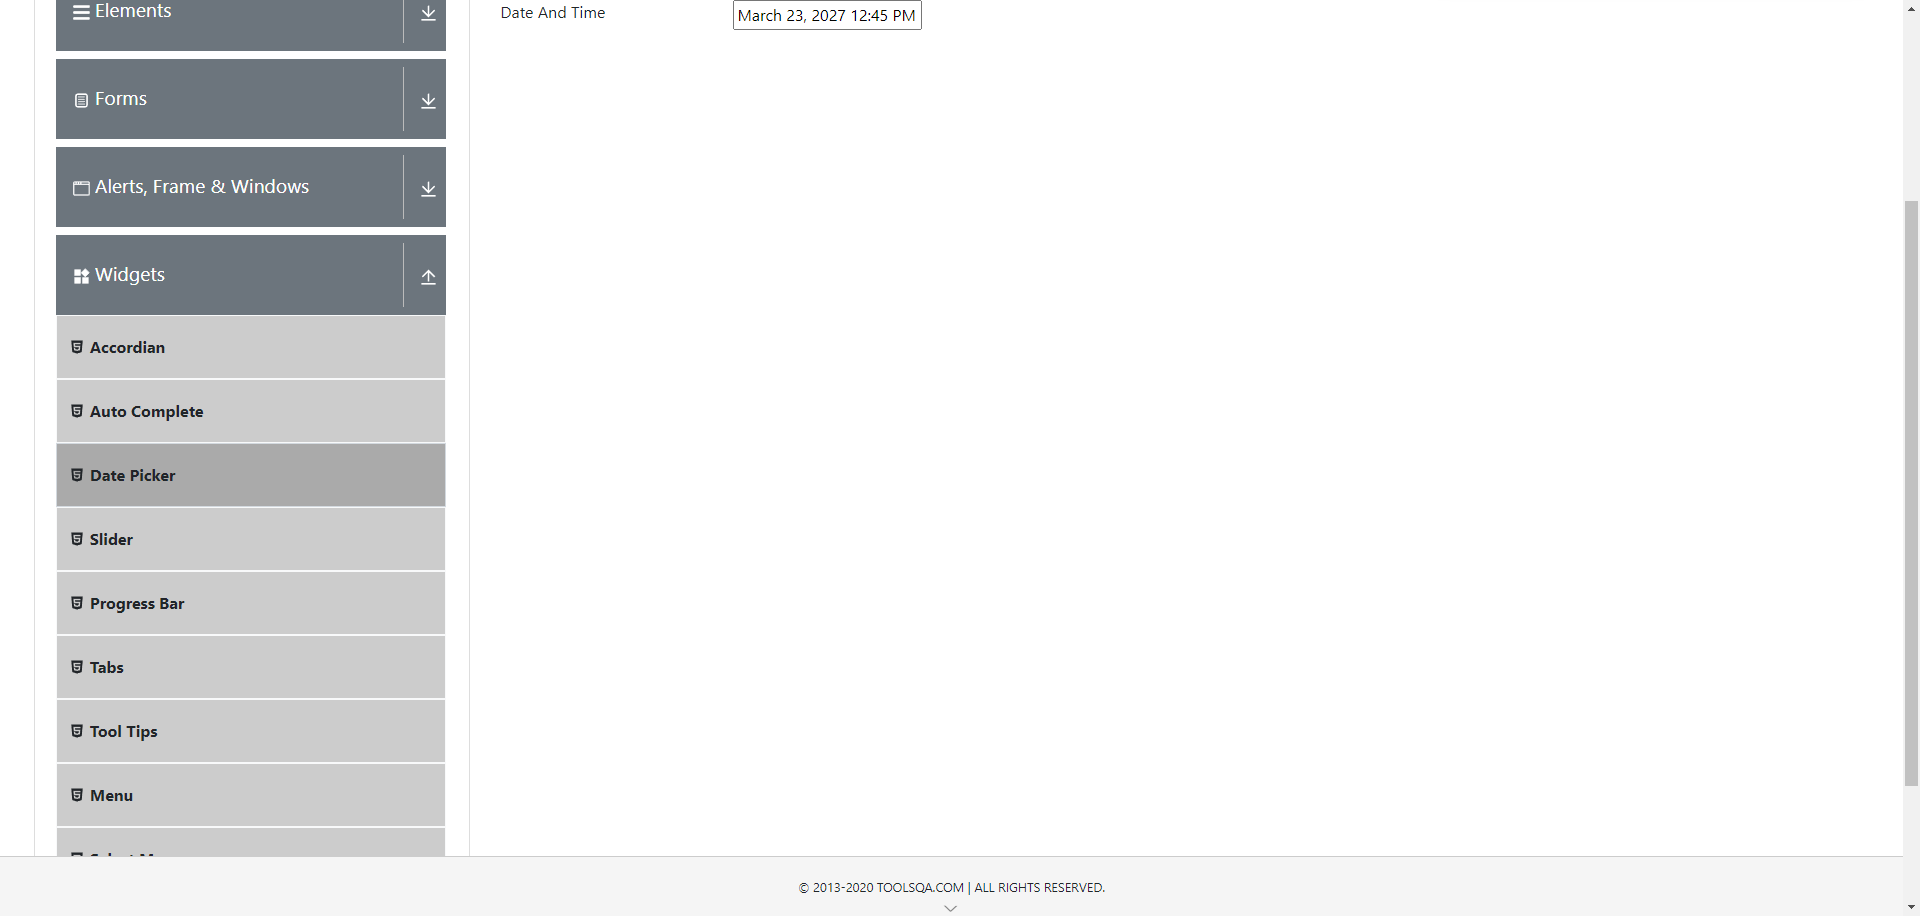 Elements
Date And Time
March 23, 2027 12:45 PM
Forms
Alerts, Frame & Windows
Widgets
Accordian
Auto Complete
Date Picker
Slider
Progress Bar
Tabs
Tool Tips
Menu
© 2013-2020 TOOLSQA.COM | ALL RIGHTS RESERVED.